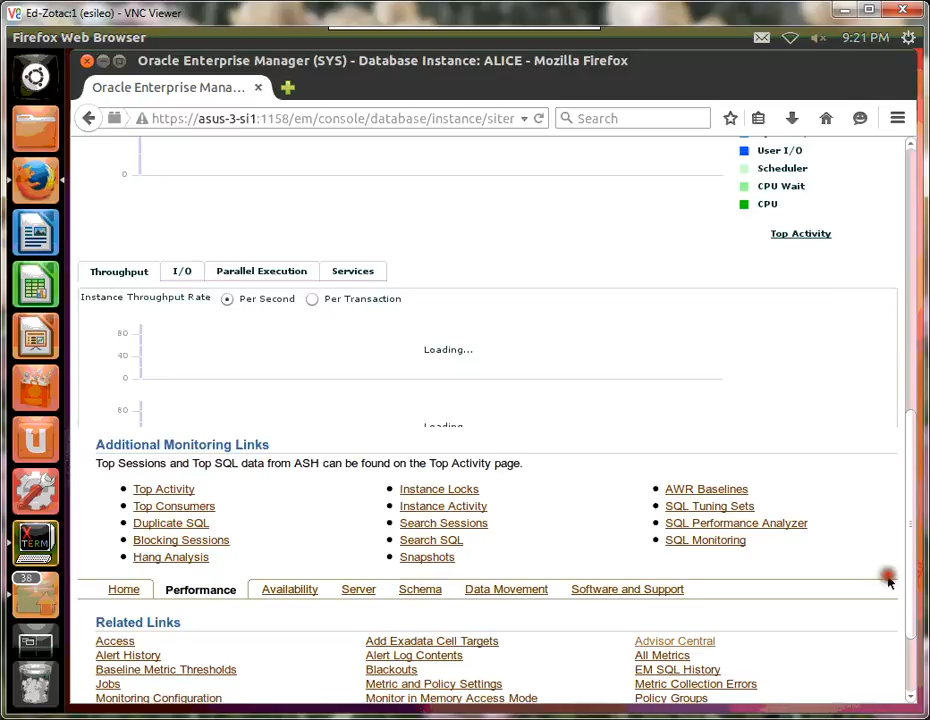 Ed-Zotac:1 (esileo) - VNC Viewer
Firefox Web Browser
9:21 PM
Oracle Enterprise Manager (SYS) - Database Instance: ALICE - Mozilla Firefox
Oracle Enterprise Mana...
https://asus-3-si1:1158/em/console/database/instance/siter
Search
0
User I/O
Scheduler
CPU Wait
CPU
Top Activity
Throughput I/O Parallel Execution Services
Instance Throughput Rate Per Second Per Transaction
80
40
0
Loading...
80
Loading
Additional Monitoring Links
Top Sessions and Top SQL data from ASH can be found on the Top Activity page.
Top Activity Instance Locks AWR Baselines
Top Consumers Instance Activity SQL Tuning Sets
Duplicate SQL Search Sessions SQL Performance Analyzer
Blocking Sessions Search SQL SQL Monitoring
Hang Analysis Snapshots
Home Performance Availability Server Schema Data Movement Software and Support
Related Links
Access Add Exadata Cell Targets Advisor Central
Alert History Alert Log Contents All Metrics
Baseline Metric Thresholds Blackouts EM SQL History
Jobs Metric and Policy Settings Metric Collection Errors
Monitoring Configuration Monitor in Memory Access Mode Policy Groups
X
TERM
38